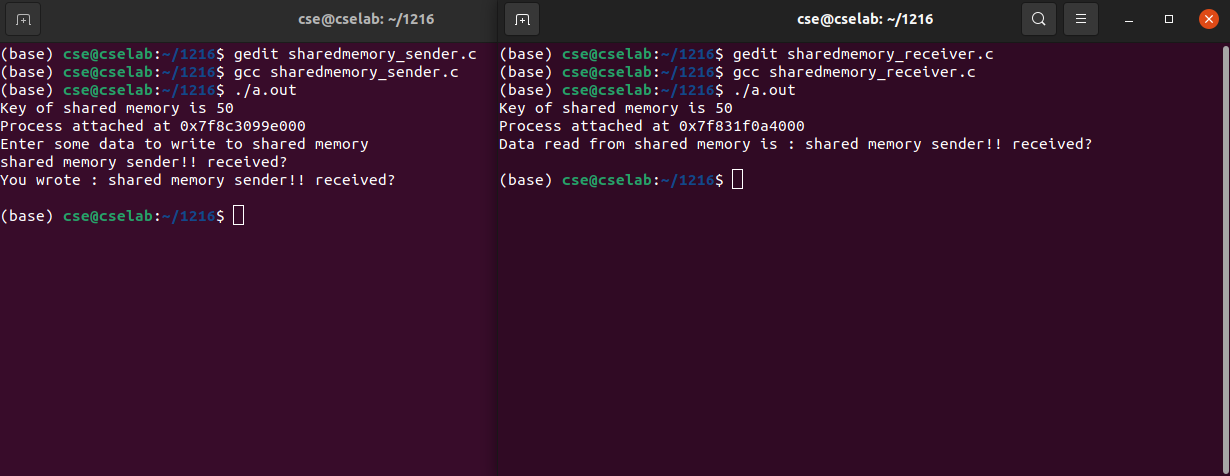 cse@cselab: ~/1216
(base) cse@cselab:~/1216$ gedit sharedmemory_sender.c
(base) cse@cselab:~/1216$ gcc sharedmemory_sender.c
(base) cse@cselab:~/1216$ ./a.out
Key of shared memory is 50
Process attached at 0x7f8c3099e000
Enter some data to write to shared memory
shared memory sender!! received?
You wrote : shared memory sender!! received?
(base) cse@cselab:~/1216$
cse@cselab: ~/1216
(base) cse@cselab:~/1216$ gedit sharedmemory_receiver.c
(base) cse@cselab:~/1216$ gcc sharedmemory_receiver.c
(base) cse@cselab:~/1216$ ./a.out
Key of shared memory is 50
Process attached at 0x7f831f0a4000
Data read from shared memory is : shared memory sender!! received?
(base) cse@cselab:~/1216$